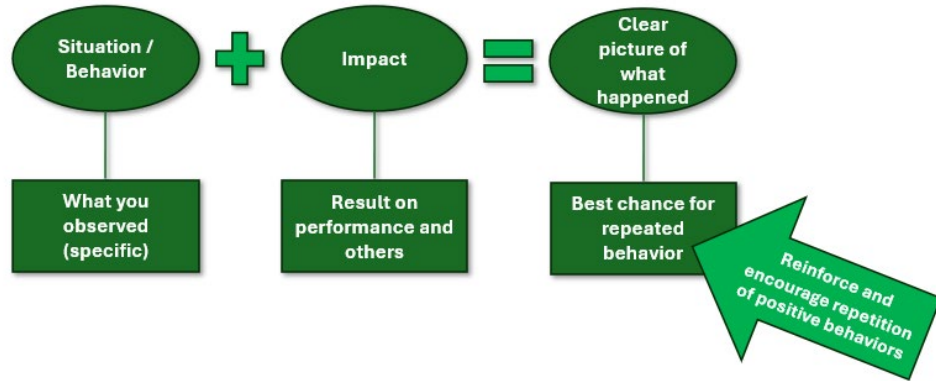 Situation /
Behavior
Impact
Clear
picture of
what
happened
What you
observed
(specific)
Result on
performance and
others
Best chance for
repeated
behavior
Reinforce and
encourage repetition
of positive behaviors